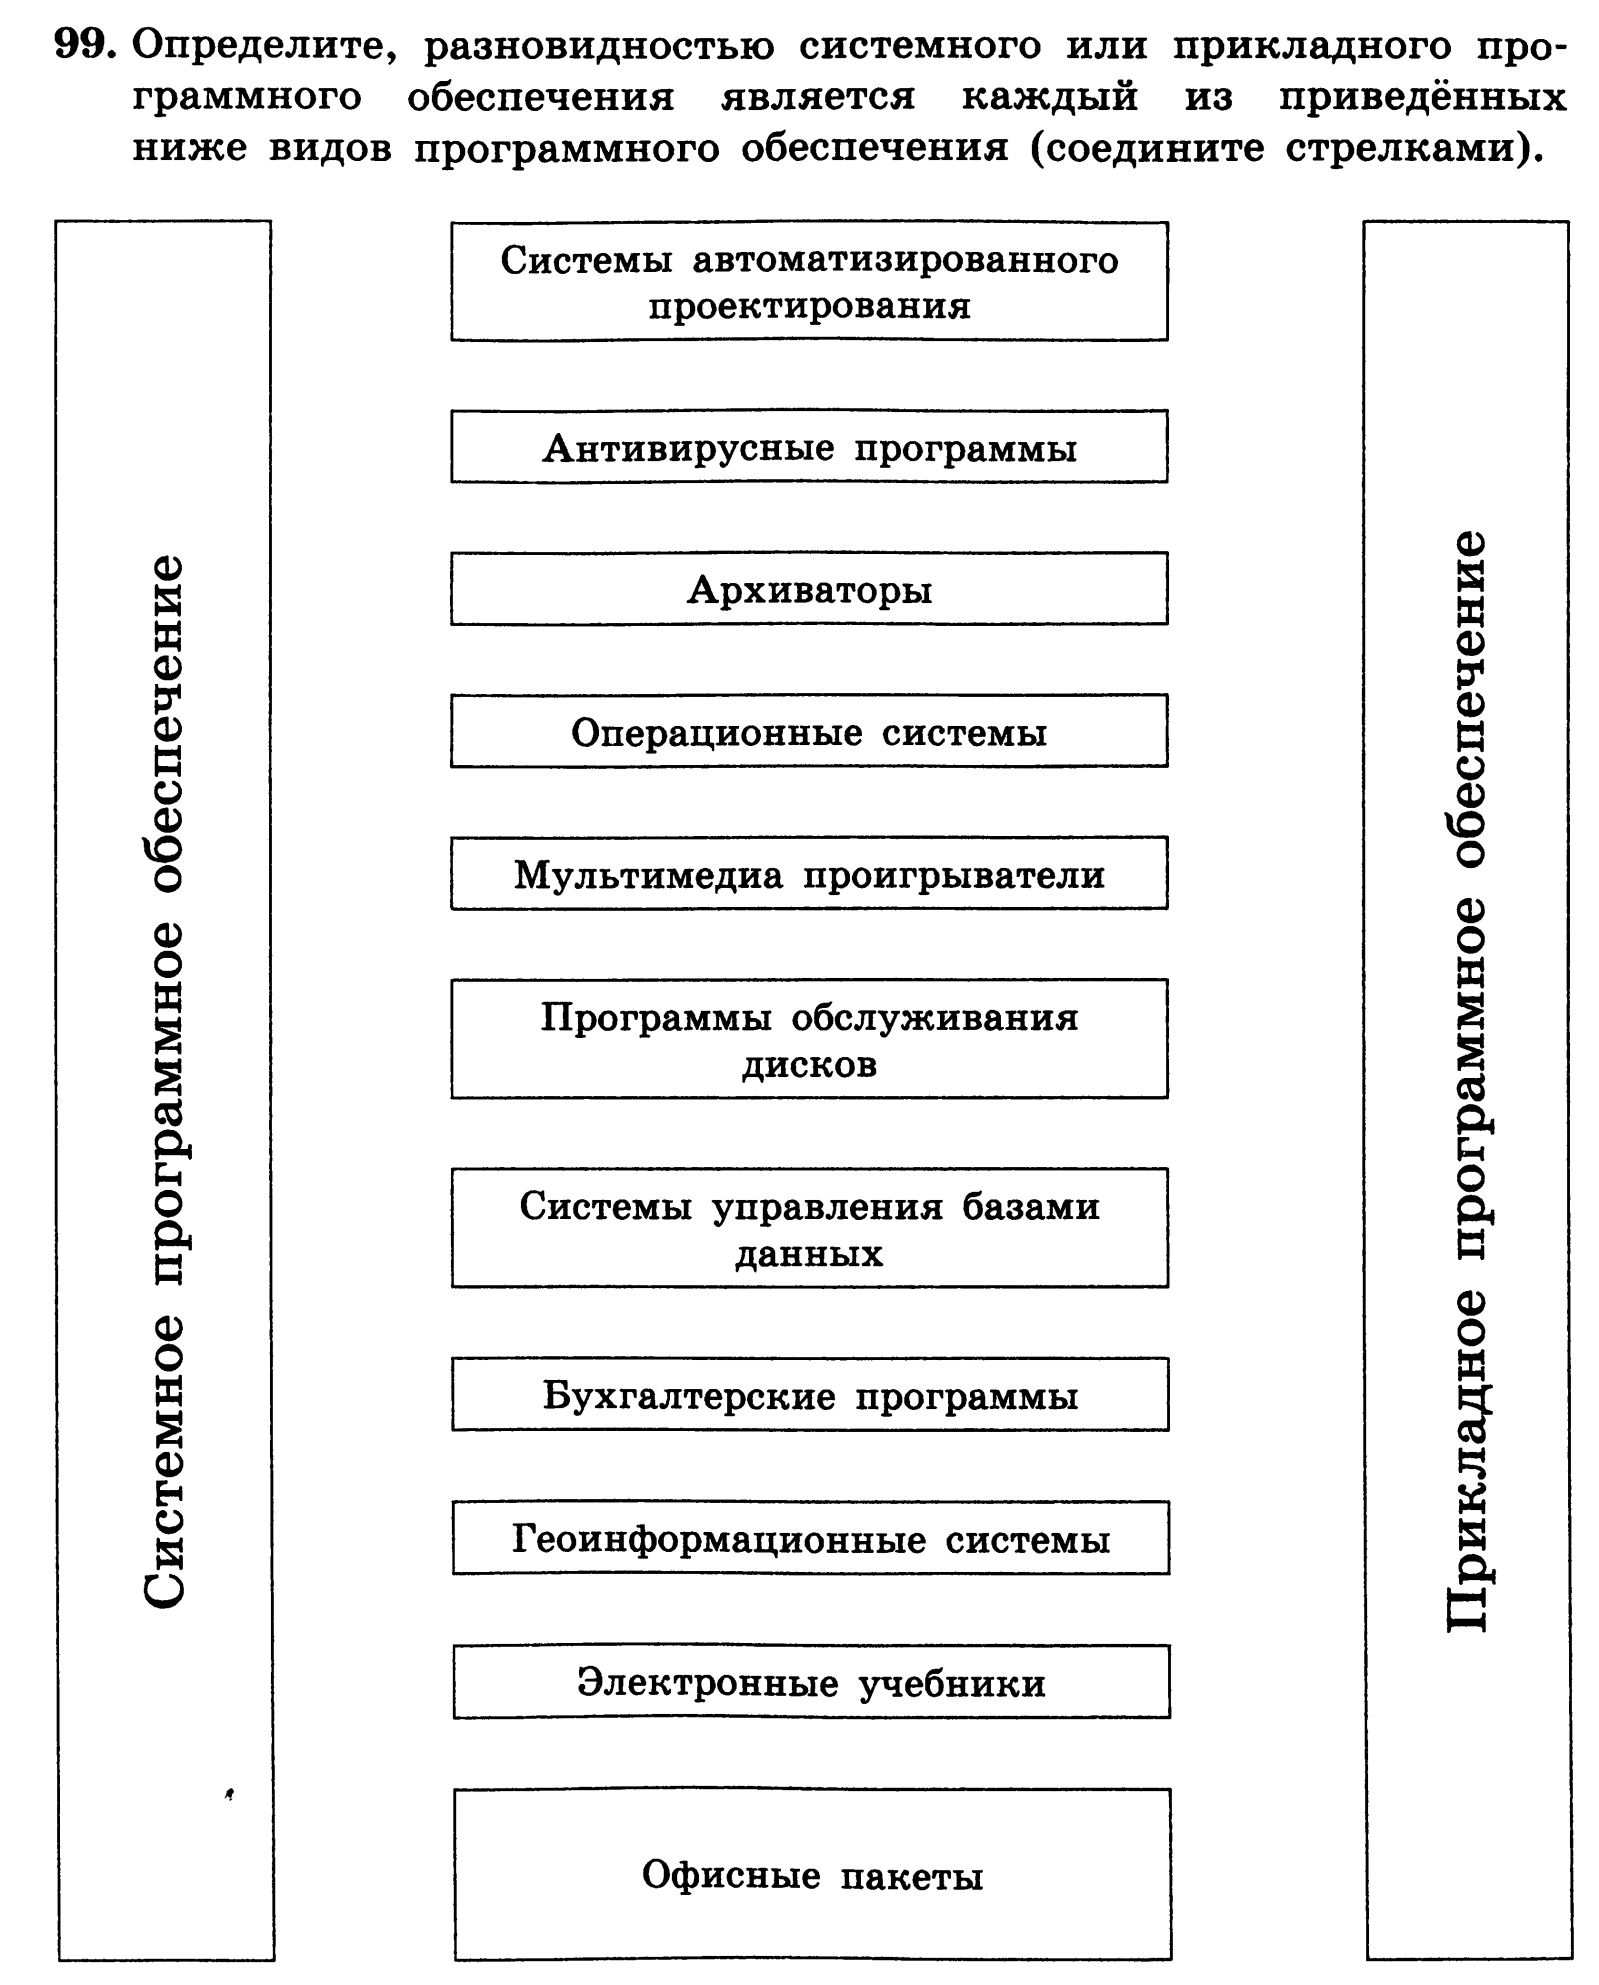 99. Определите, разновидностью системного или прикладного про-
граммного обеспечения является каждый из приведённых
ниже видов программного обеспечения (соедините стрелками).
Системное программное обеспечение
Системы автоматизированного
проектирования
Антивирусные программы
Архиваторы
Операционные системы
Мультимедиа проигрыватели
Программы обслуживания
дисков
Системы управления базами
данных
Бухгалтерские программы
Геоинформационные системы
Электронные учебники
Офисные пакеты
Прикладное программное обеспечение